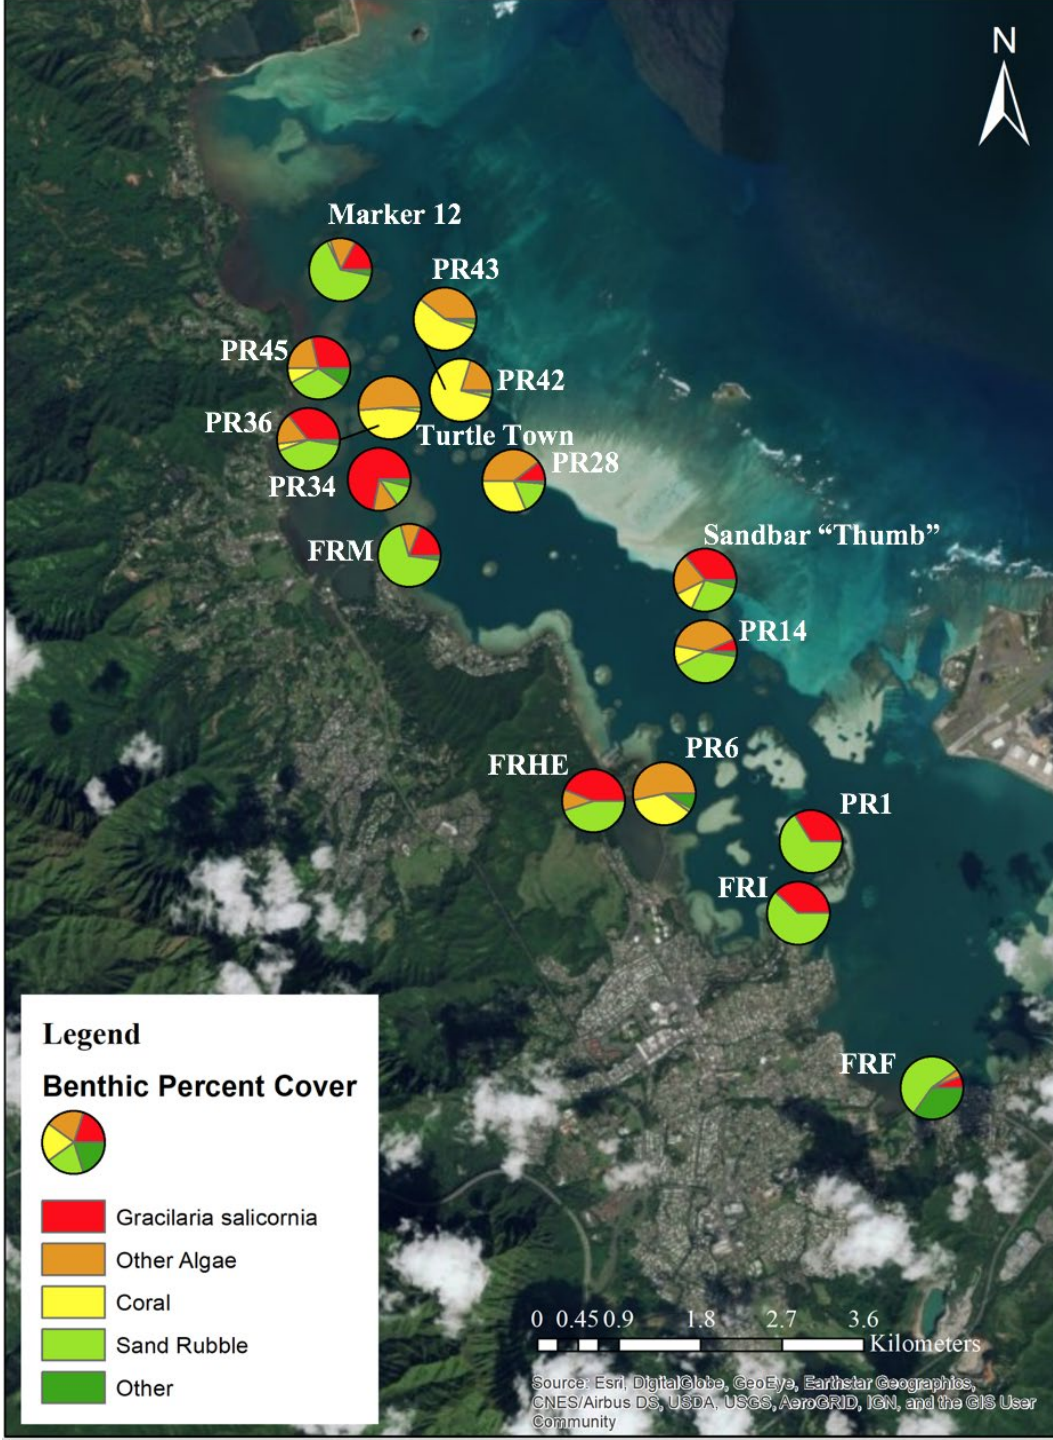 N
Marker 12
PR43
PR45
PR42
PR36
Turtle Town
PR28
PR34
Sandbar “Thumb”
FRM
PR14
PR6
FRHE
PR1
FRI
FRF
Legend
Benthic Percent Cover
Gracilaria salicornia
Other Algae
Coral
Sand Rubble
Other
0 0.45 0.9 1.8 2.7 3.6
Kilometers
Source: Esri, DigitalGlobe, GeoEye, Earthstar Geographics,
CNES/Airbus DS, USDA, USGS, AeroGRID, IGN, and the GIS User
Community